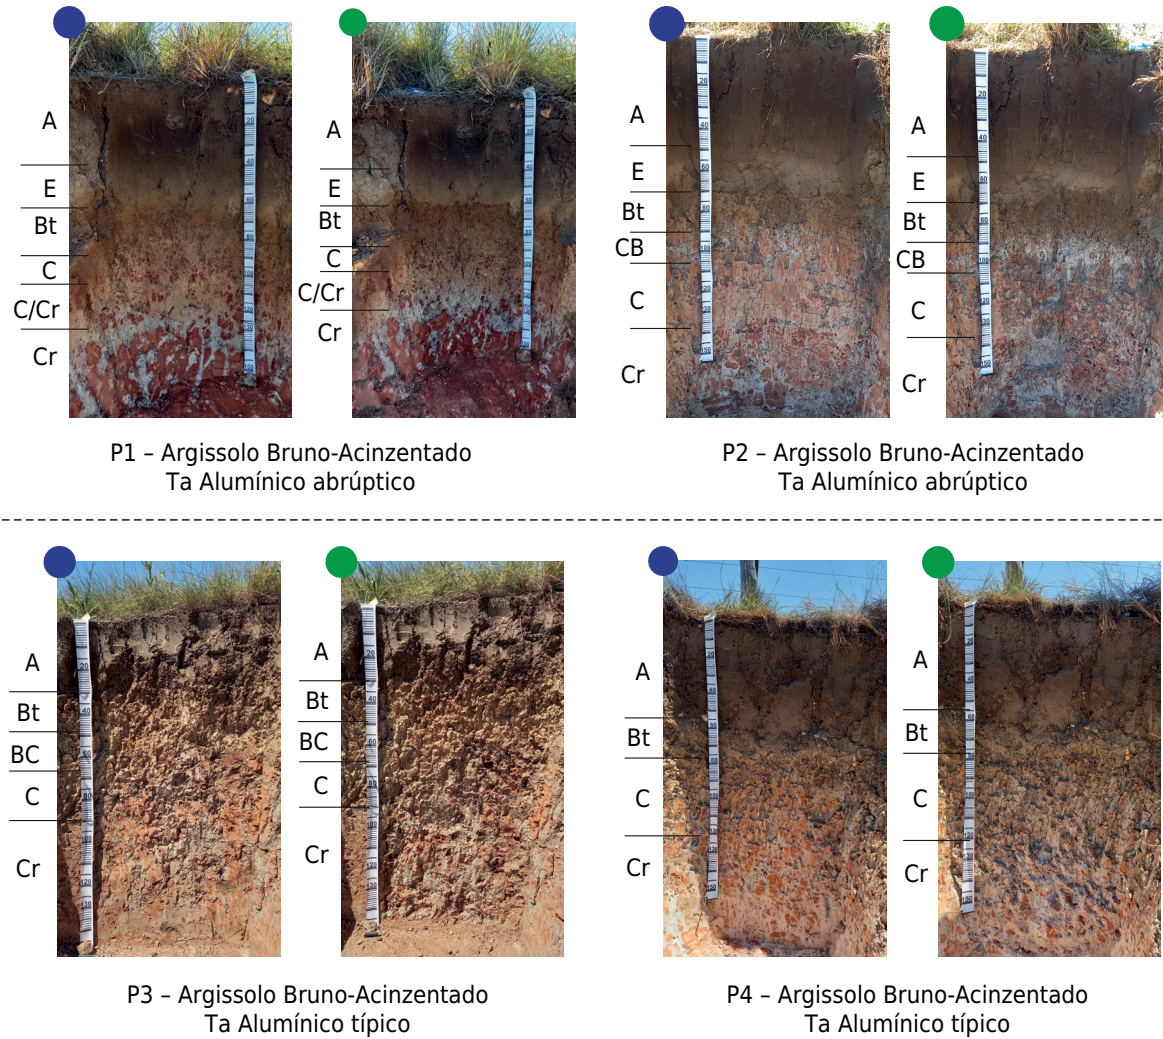 A
E
Bt
C
C/Cr
Cr
A
E
Bt
C
C/Cr
Cr
A
E
Bt
CB
C
Cr
A
E
Bt
CB
C
Cr
P1 – Argissolo Bruno-Acinzentado
Ta Alumínico abrúptico
P2 – Argissolo Bruno-Acinzentado
Ta Alumínico abrúptico
A
Bt
BC
C
Cr
A
Bt
BC
C
Cr
A
Bt
C
Cr
A
Bt
C
Cr
P3 – Argissolo Bruno-Acinzentado
Ta Alumínico típico
P4 – Argissolo Bruno-Acinzentado
Ta Alumínico típico